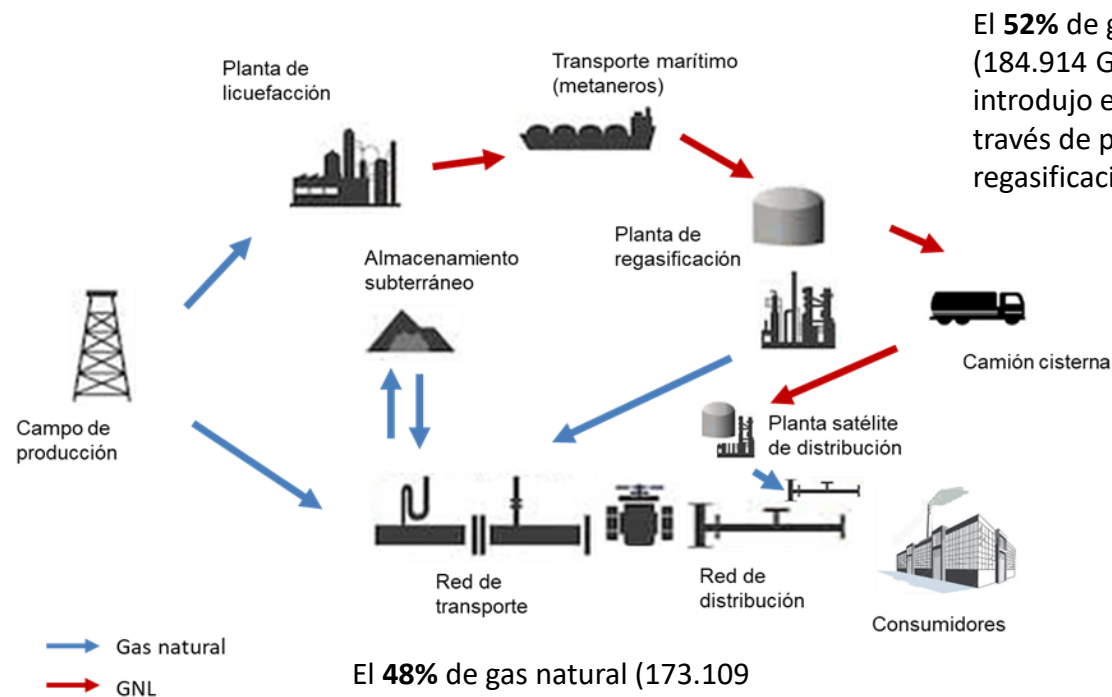 El 52% de g
(184.914 G
introdujo e
través de p
regasificaci
Planta de
licuefacción
Transporte marítimo
(metaneros)
Planta de
regasificación
Almacenamiento
subterráneo
Camión cisterna
Campo de
producción
Planta satélite
de distribución
Red de
transporte
Red de
distribución
Consumidores
Gas natural
GNL
El 48% de gas natural (173.109